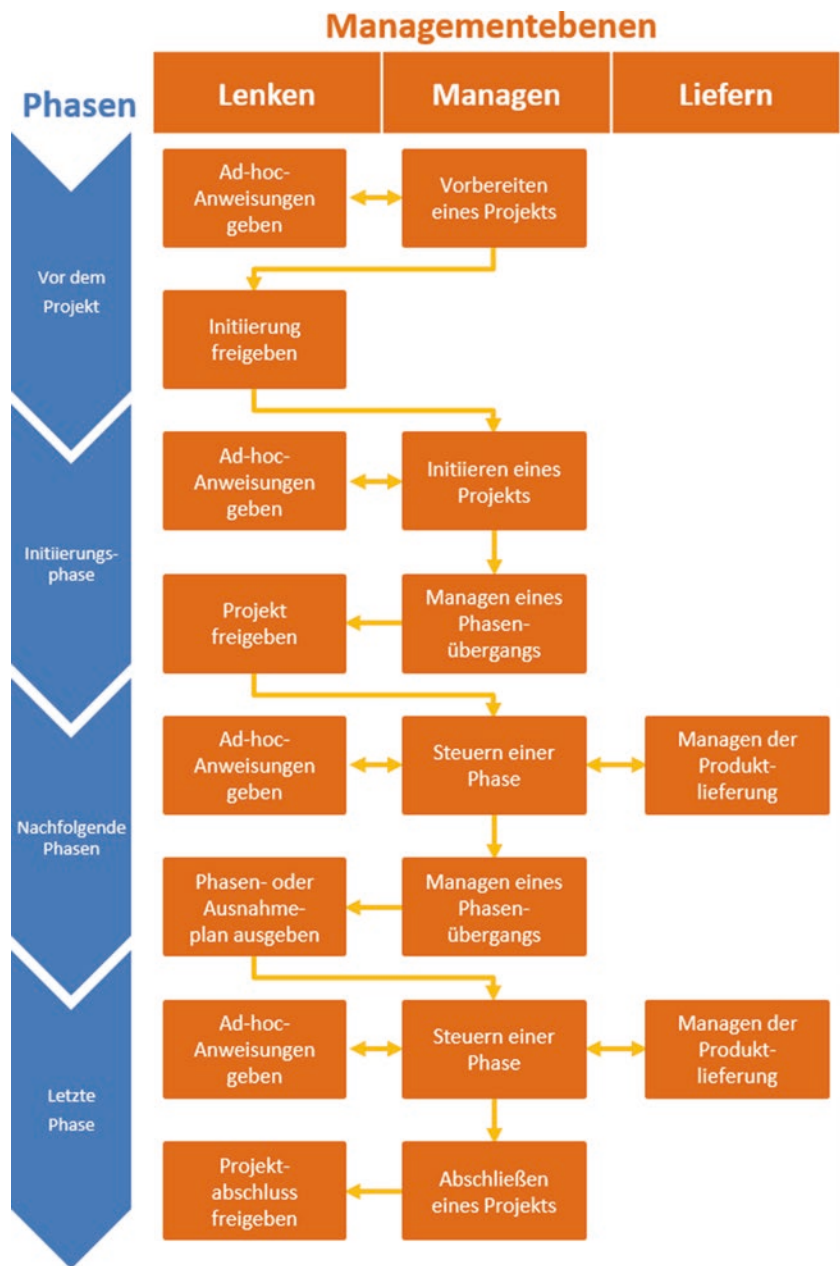 Managementebenen
Phasen
Lenken
Managen
Liefern
Vor dem
Projekt
Ad-hoc-
Anweisungen
geben
Vorbereiten
eines Projekts
Initiierung
freigeben
Initiierungs-
phase
Ad-hoc-
Anweisungen
geben
Initiieren eines
Projekts
Projekt
freigeben
Managen eines
Phasen-
übergangs
Nachfolgende
Phasen
Ad-hoc-
Anweisungen
geben
Steuern einer
Phase
Managen der
Produkt-
lieferung
Phasen- oder
Ausnahme-
plan ausgeben
Managen eines
Phasen-
übergangs
Letzte
Phase
Ad-hoc-
Anweisungen
geben
Steuern einer
Phase
Managen der
Produkt-
lieferung
Projekt-
abschluss
freigeben
Abschließen
eines Projekts